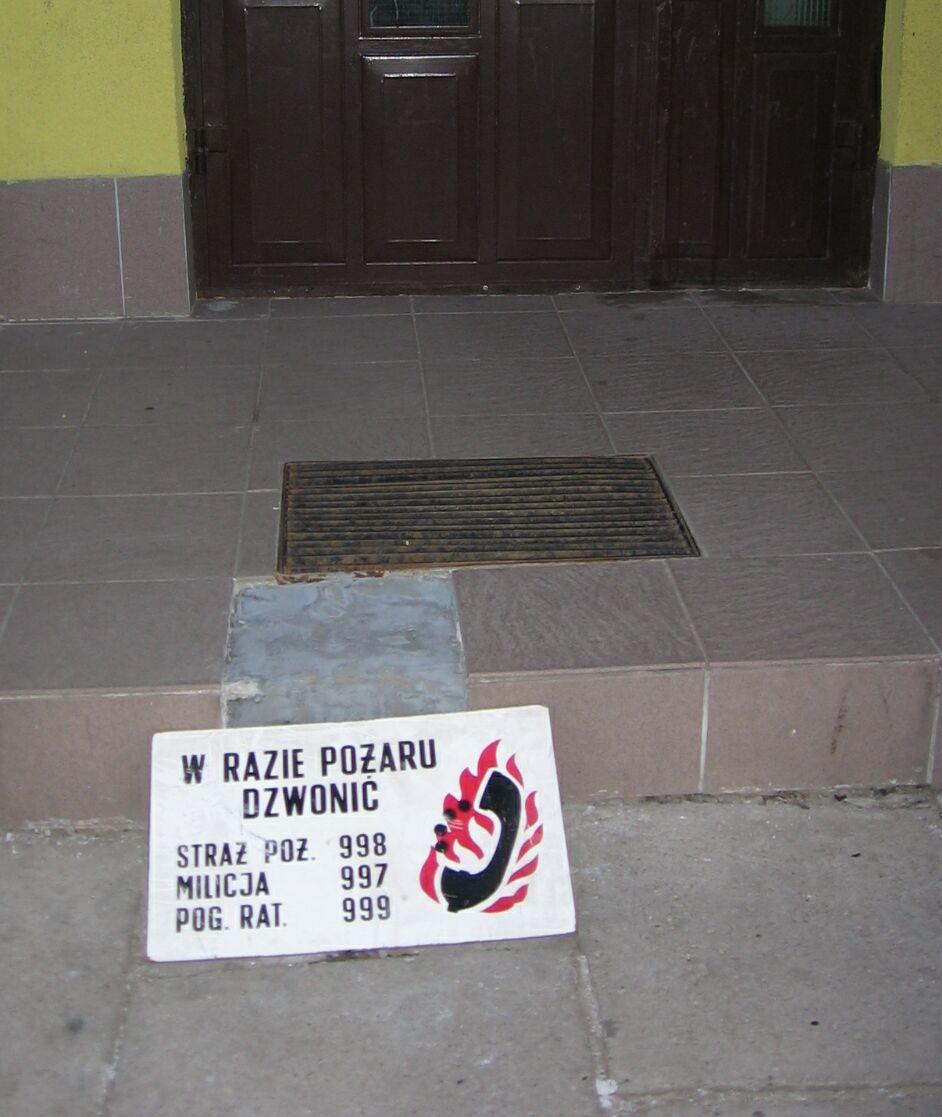 W RAZIE POŻARU
DZWONIĆ
STRAŻ POŻ. 998
MILICJA 997
POG. RAT. 999